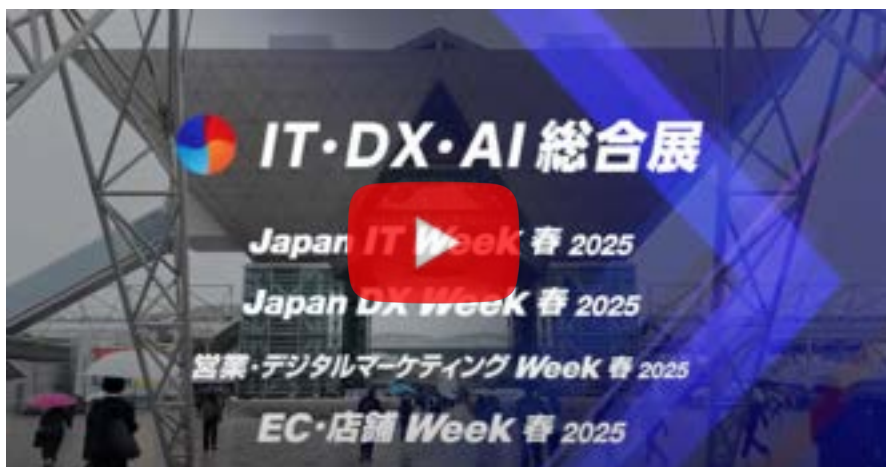 IT・DX・AI 総合展
Japan IT Week 春 2025
Japan DX Week 春 2025
営業・デジタルマーケティング Week 春 2025
EC・店舗 Week 春 2025